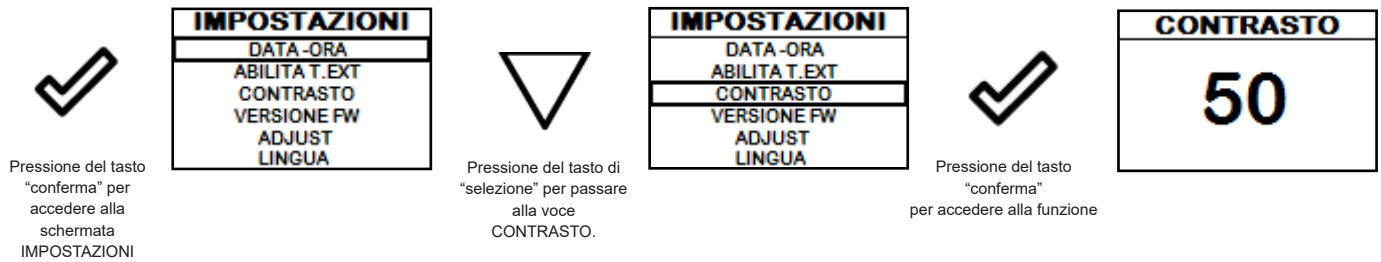 IMPOSTAZIONI
DATA -ORA
ABILITA T.EXT
CONTRASTO
VERSIONE FW
ADJUST
LINGUA
Pressione del tasto
“conferma” per
accedere alla
schermata
IMPOSTAZIONI
Pressione del tasto di
“selezione” per passare
alla voce
CONTRASTO.
IMPOSTAZIONI
DATA -ORA
ABILITA T.EXT
CONTRASTO
VERSIONE FW
ADJUST
LINGUA
Pressione del tasto
“conferma”
per accedere alla funzione
CONTRASTO
50